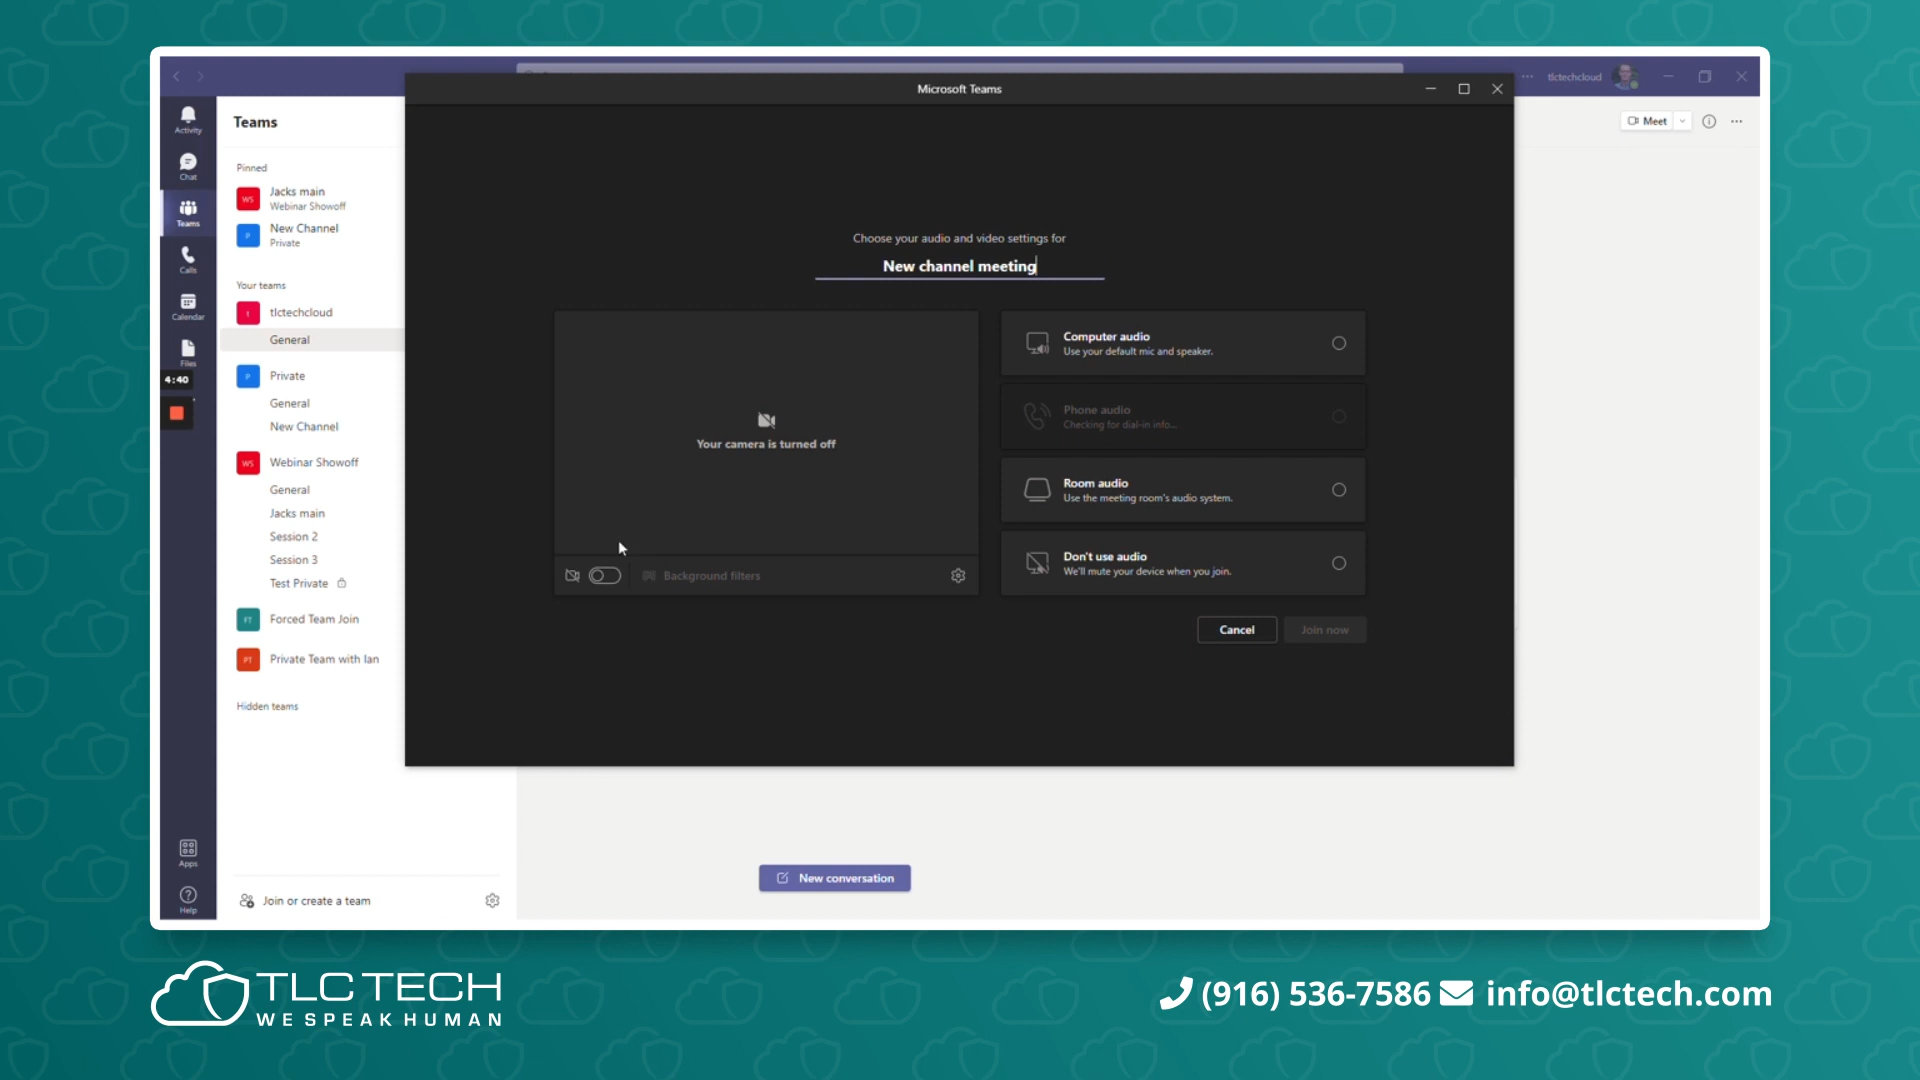 tlctechcloud
Microsoft Teams
Activity
Chat
Teams
Calls
Calendar
Files
4:40
Apps
Help
Teams
Pinned
WS
Jacks main
Webinar Showoff
P
New Channel
Private
Your teams
t
tlctechcloud
General
P
Private
General
New Channel
WS
Webinar Showoff
General
Jacks main
Session 2
Session 3
Test Private
FT
Forced Team Join
PT
Private Team with Ian
Hidden teams
Join or create a team
Meet
Choose your audio and video settings for
New channel meeting
Your camera is turned off
Background filters
Computer audio
Use your default mic and speaker.
Phone audio
Checking for dial-in info...
Room audio
Use the meeting room's audio system.
Don't use audio
We'll mute your device when you join.
Cancel
Join now
New conversation
TLC TECH
WE SPEAK HUMAN
(916) 536-7586
info@tlctech.com